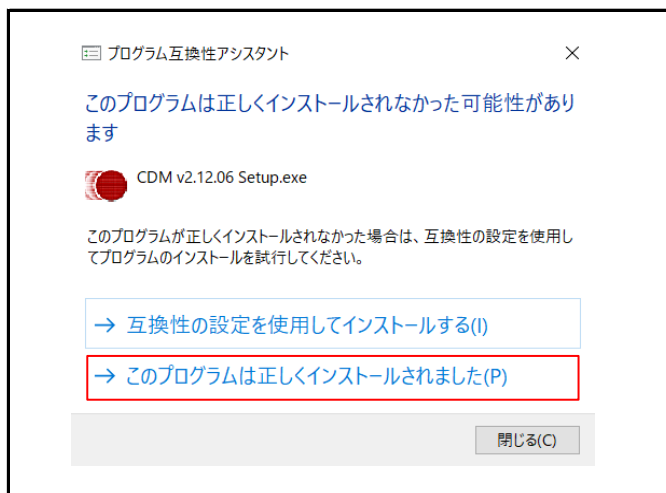 プログラム互換性アシスタント
このプログラムは正しくインストールされなかった可能性があり
ます
CDM v2.12.06 Setup.exe
このプログラムが正しくインストールされなかった場合は、互換性の設定を使用し
てプログラムのインストールを試行してください。
→ 互換性の設定を使用してインストールする(I)
→ このプログラムは正しくインストールされました(P)
閉じる(C)